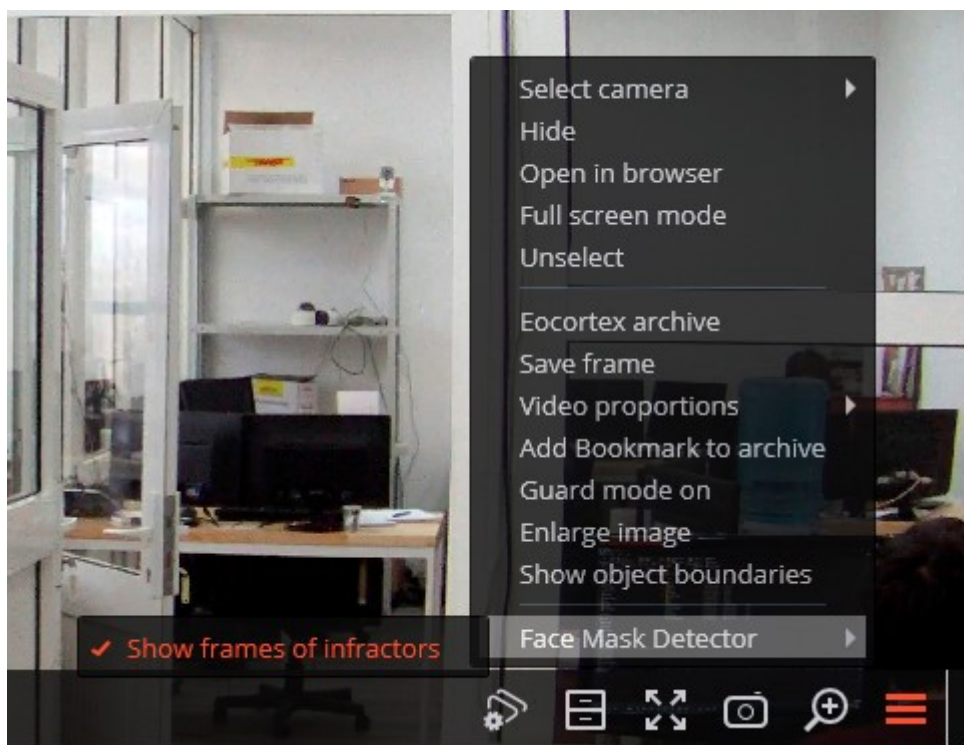 Select camera
Hide
Open in browser
Full screen mode
Unselect
Eocortex archive
Save frame
Video proportions
Add Bookmark to archive
Guard mode on
Enlarge image
Show object boundaries
Face Mask Detector
Show frames of infractors